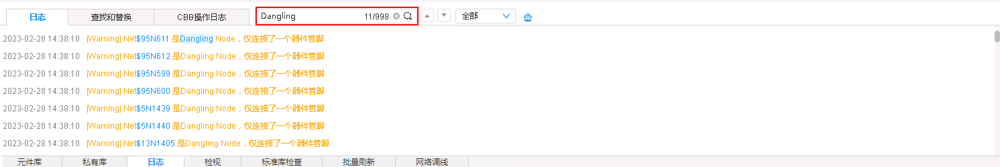 日志 查找和替换 CBB操作日志 Dangling 11/998 全部
2023-02-28 14:38:10 [Warning] Net$95N611 是Dangling Node，仅连接了一个器件管脚
2023-02-28 14:38:10 [Warning] Net$95N612 是Dangling Node，仅连接了一个器件管脚
2023-02-28 14:38:10 [Warning] Net$95N599 是Dangling Node，仅连接了一个器件管脚
2023-02-28 14:38:10 [Warning] Net$95N600 是Dangling Node，仅连接了一个器件管脚
2023-02-28 14:38:10 [Warning] Net$5N1439 是Dangling Node，仅连接了一个器件管脚
2023-02-28 14:38:10 [Warning] Net$5N1440 是Dangling Node，仅连接了一个器件管脚
2023-02-28 14:38:10 [Warning] Net$13N1405 是Dangling Node，仅连接了一个器件管脚
元件库 私有库 日志 检视 标准库检查 批量刷新 网络调线